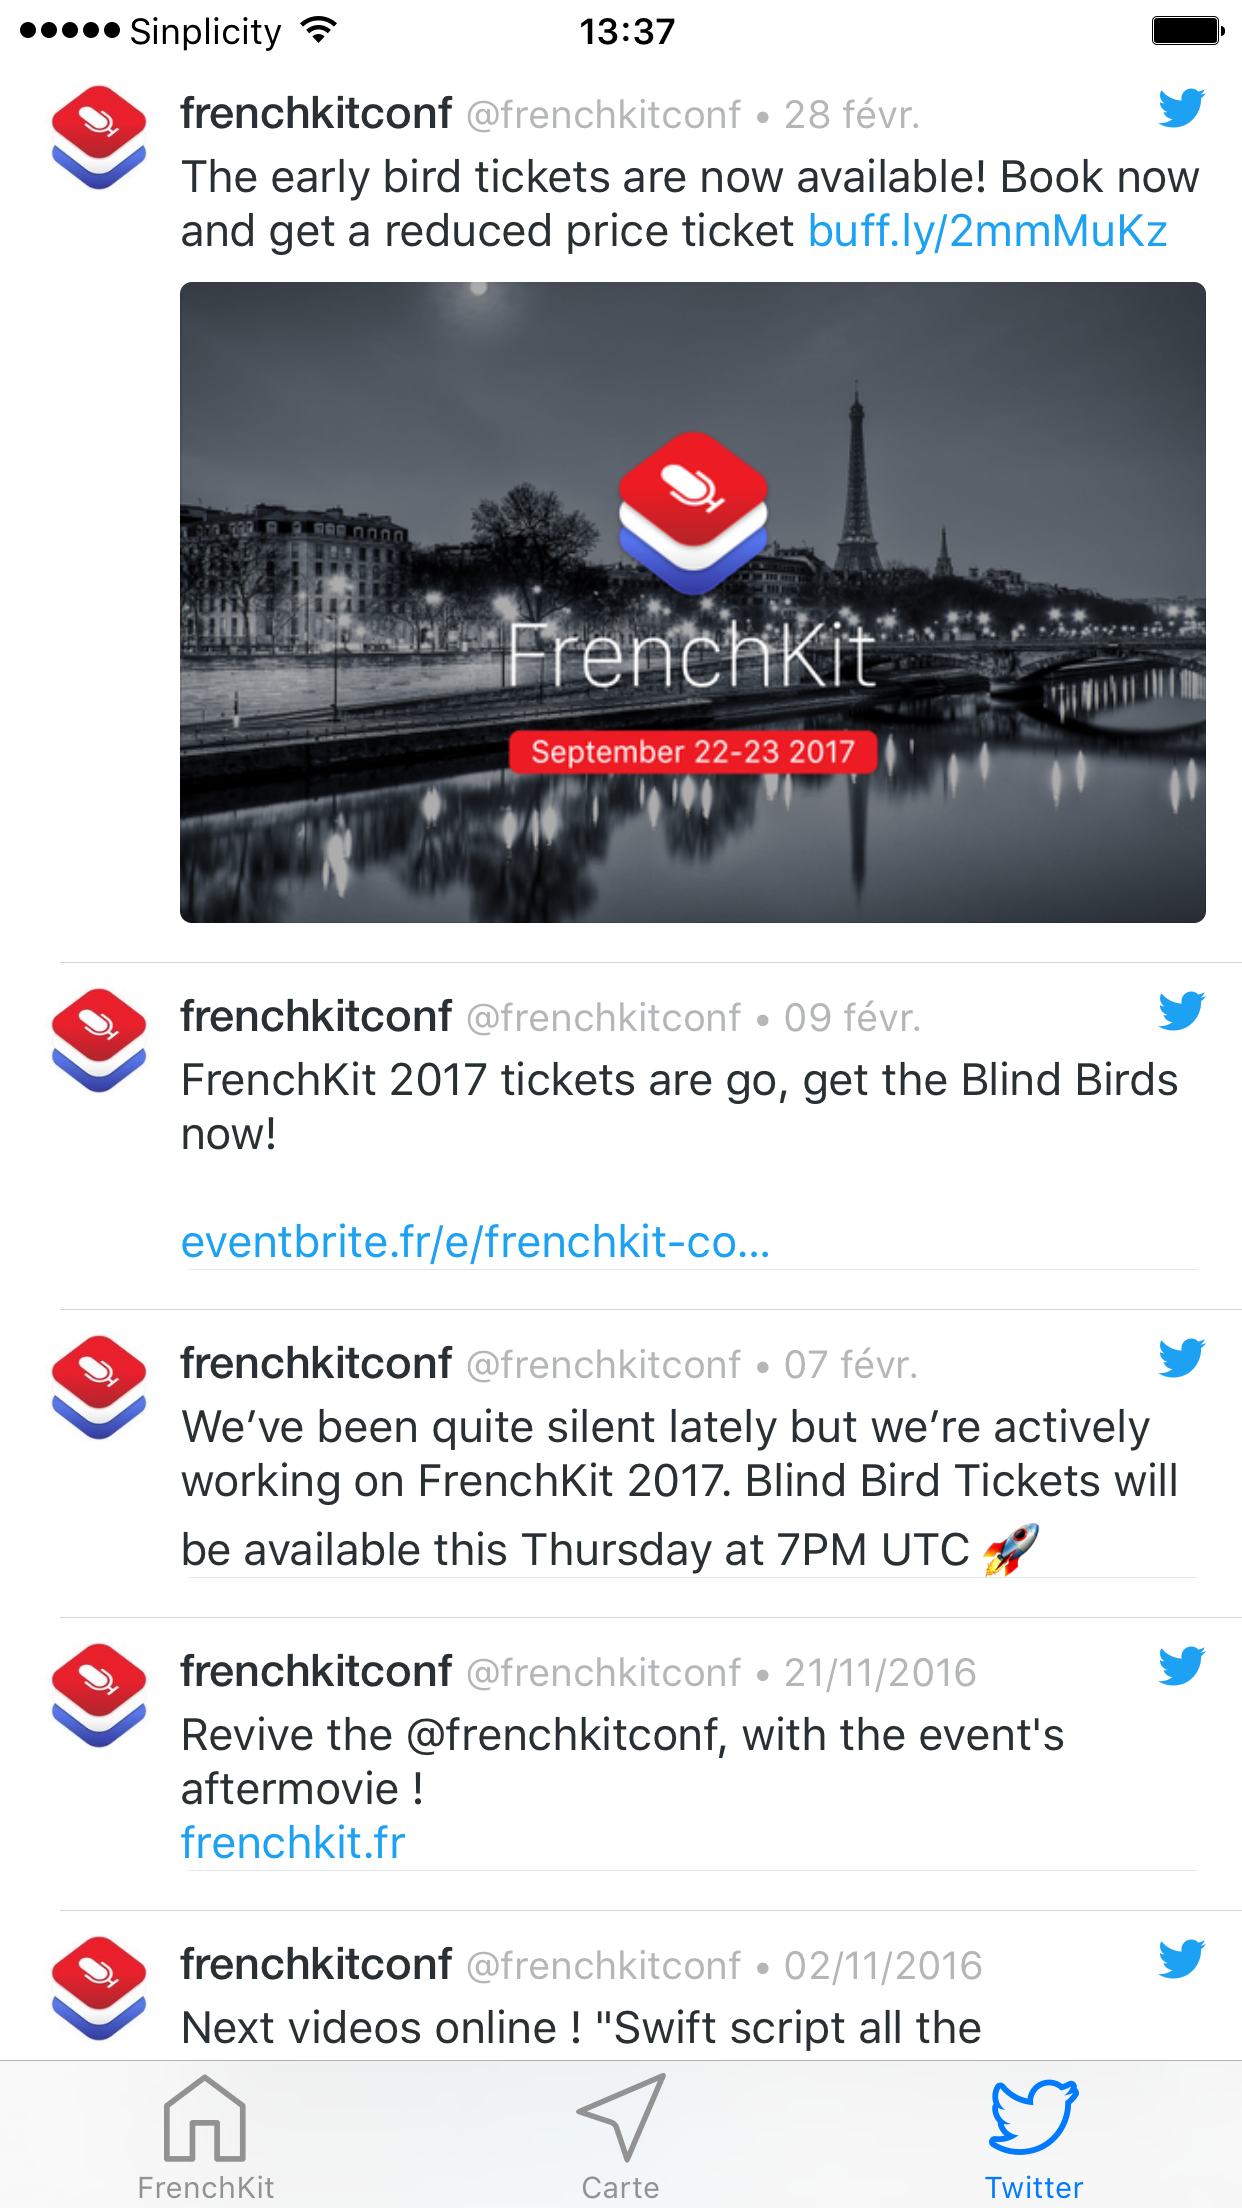 Sinplicity 13:37
frenchkitconf @frenchkitconf • 28 févr.
The early bird tickets are now available! Book now
and get a reduced price ticket buff.ly/2mmMuKz
FrenchKit
September 22-23 2017
frenchkitconf @frenchkitconf • 09 févr.
FrenchKit 2017 tickets are go, get the Blind Birds
now!
eventbrite.fr/e/frenchkit-co...
frenchkitconf @frenchkitconf • 07 févr.
We’ve been quite silent lately but we’re actively
working on FrenchKit 2017. Blind Bird Tickets will
be available this Thursday at 7PM UTC 🚀
frenchkitconf @frenchkitconf • 21/11/2016
Revive the @frenchkitconf, with the event's
aftermovie !
frenchkit.fr
frenchkitconf @frenchkitconf • 02/11/2016
Next videos online ! "Swift script all the
FrenchKit Carte Twitter